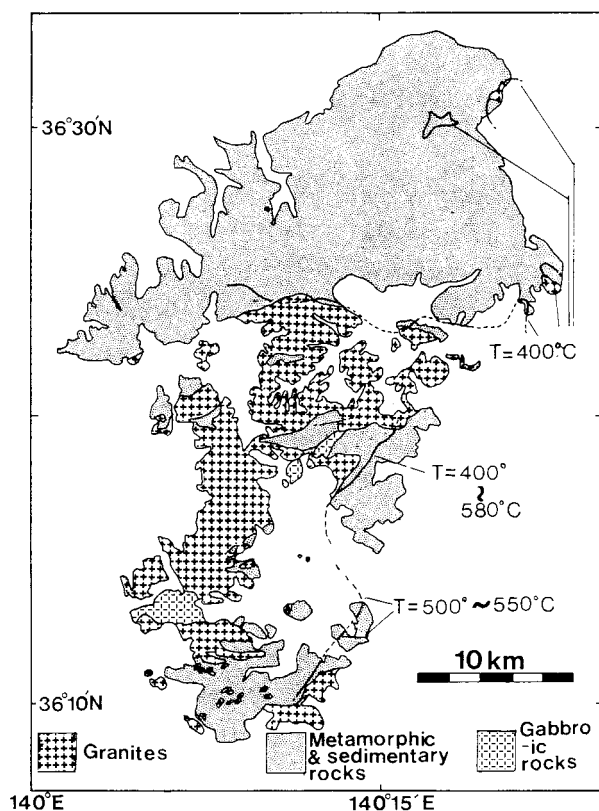 36°30'N
T=400°C
T=400°
~
580°C
T=500°~550°C
10 km
36°10'N
Granites
Metamorphic
& sedimentary
rocks
Gabbro
-ic
rocks
140°E
140°15'E